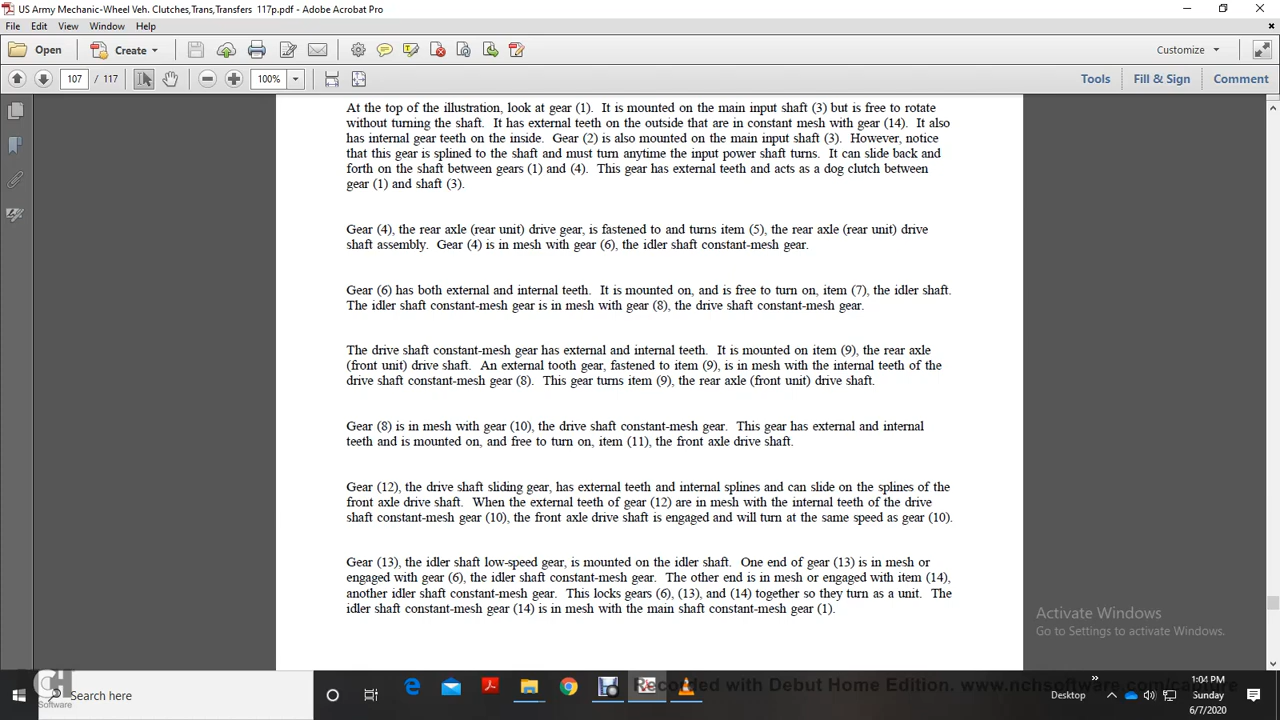 US Army Mechanic-Wheel Veh. Clutches,Trans,Transfers 117p.pdf - Adobe Acrobat Pro
File Edit View Window Help
Open Create Customize
107 / 117 100% Tools Fill & Sign Comment
At the top of the illustration, look at gear (1). It is mounted on the main input shaft (3) but is free to rotate
without turning the shaft. It has external teeth on the outside that are in constant mesh with gear (14). It also
has internal gear teeth on the inside. Gear (2) is also mounted on the main input shaft (3). However, notice
that this gear is splined to the shaft and must turn anytime the input power shaft turns. It can slide back and
forth on the shaft between gears (1) and (4). This gear has external teeth and acts as a dog clutch between
gear (1) and shaft (3).
Gear (4), the rear axle (rear unit) drive gear, is fastened to and turns item (5), the rear axle (rear unit) drive
shaft assembly. Gear (4) is in mesh with gear (6), the idler shaft constant-mesh gear.
Gear (6) has both external and internal teeth. It is mounted on, and is free to turn on, item (7), the idler shaft.
The idler shaft constant-mesh gear is in mesh with gear (8), the drive shaft constant-mesh gear.
The drive shaft constant-mesh gear has external and internal teeth. It is mounted on item (9), the rear axle
(front unit) drive shaft. An external tooth gear, fastened to item (9), is in mesh with the internal teeth of the
drive shaft constant-mesh gear (8). This gear turns item (9), the rear axle (front unit) drive shaft.
Gear (8) is in mesh with gear (10), the drive shaft constant-mesh gear. This gear has external and internal
teeth and is mounted on, and free to turn on, item (11), the front axle drive shaft.
Gear (12), the drive shaft sliding gear, has external teeth and internal splines and can slide on the splines of the
front axle drive shaft. When the external teeth of gear (12) are in mesh with the internal teeth of the drive
shaft constant-mesh gear (10), the front axle drive shaft is engaged and will turn at the same speed as gear (10).
Gear (13), the idler shaft low-speed gear, is mounted on the idler shaft. One end of gear (13) is in mesh or
engaged with gear (6), the idler shaft constant-mesh gear. The other end is in mesh or engaged with item (14),
another idler shaft constant-mesh gear. This locks gears (6), (13), and (14) together so they turn as a unit. The
idler shaft constant-mesh gear (14) is in mesh with the main shaft constant-mesh gear (1).
Activate Windows
Go to Settings to activate Windows.
Recorded with Debut Home Edition. www.nchsoftware.com/capture
CH
Software
Search here
Desktop
1:04 PM
Sunday
6/7/2020